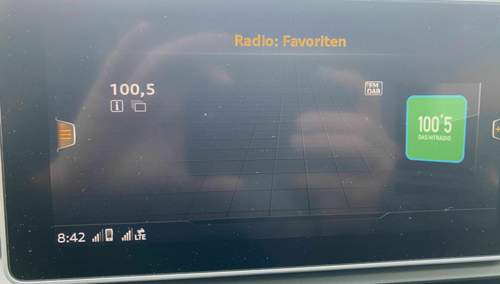 Radio: Favoriten
100,5
FM
DAB
100'5
DAS HITRADIO
8:42
LTE